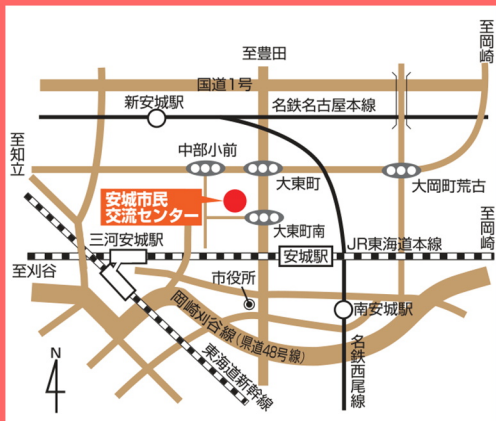 至豊田
至岡崎
国道1号
新安城駅
名鉄名古屋本線
至知立
中部小前
大東町
大岡町荒古
安城市民
交流センター
大東町南
至岡崎
三河安城駅
JR東海道本線
安城駅
至刈谷
市役所
岡崎刈谷線(県道48号線)
南安城駅
東海道新幹線
名鉄西尾線
N